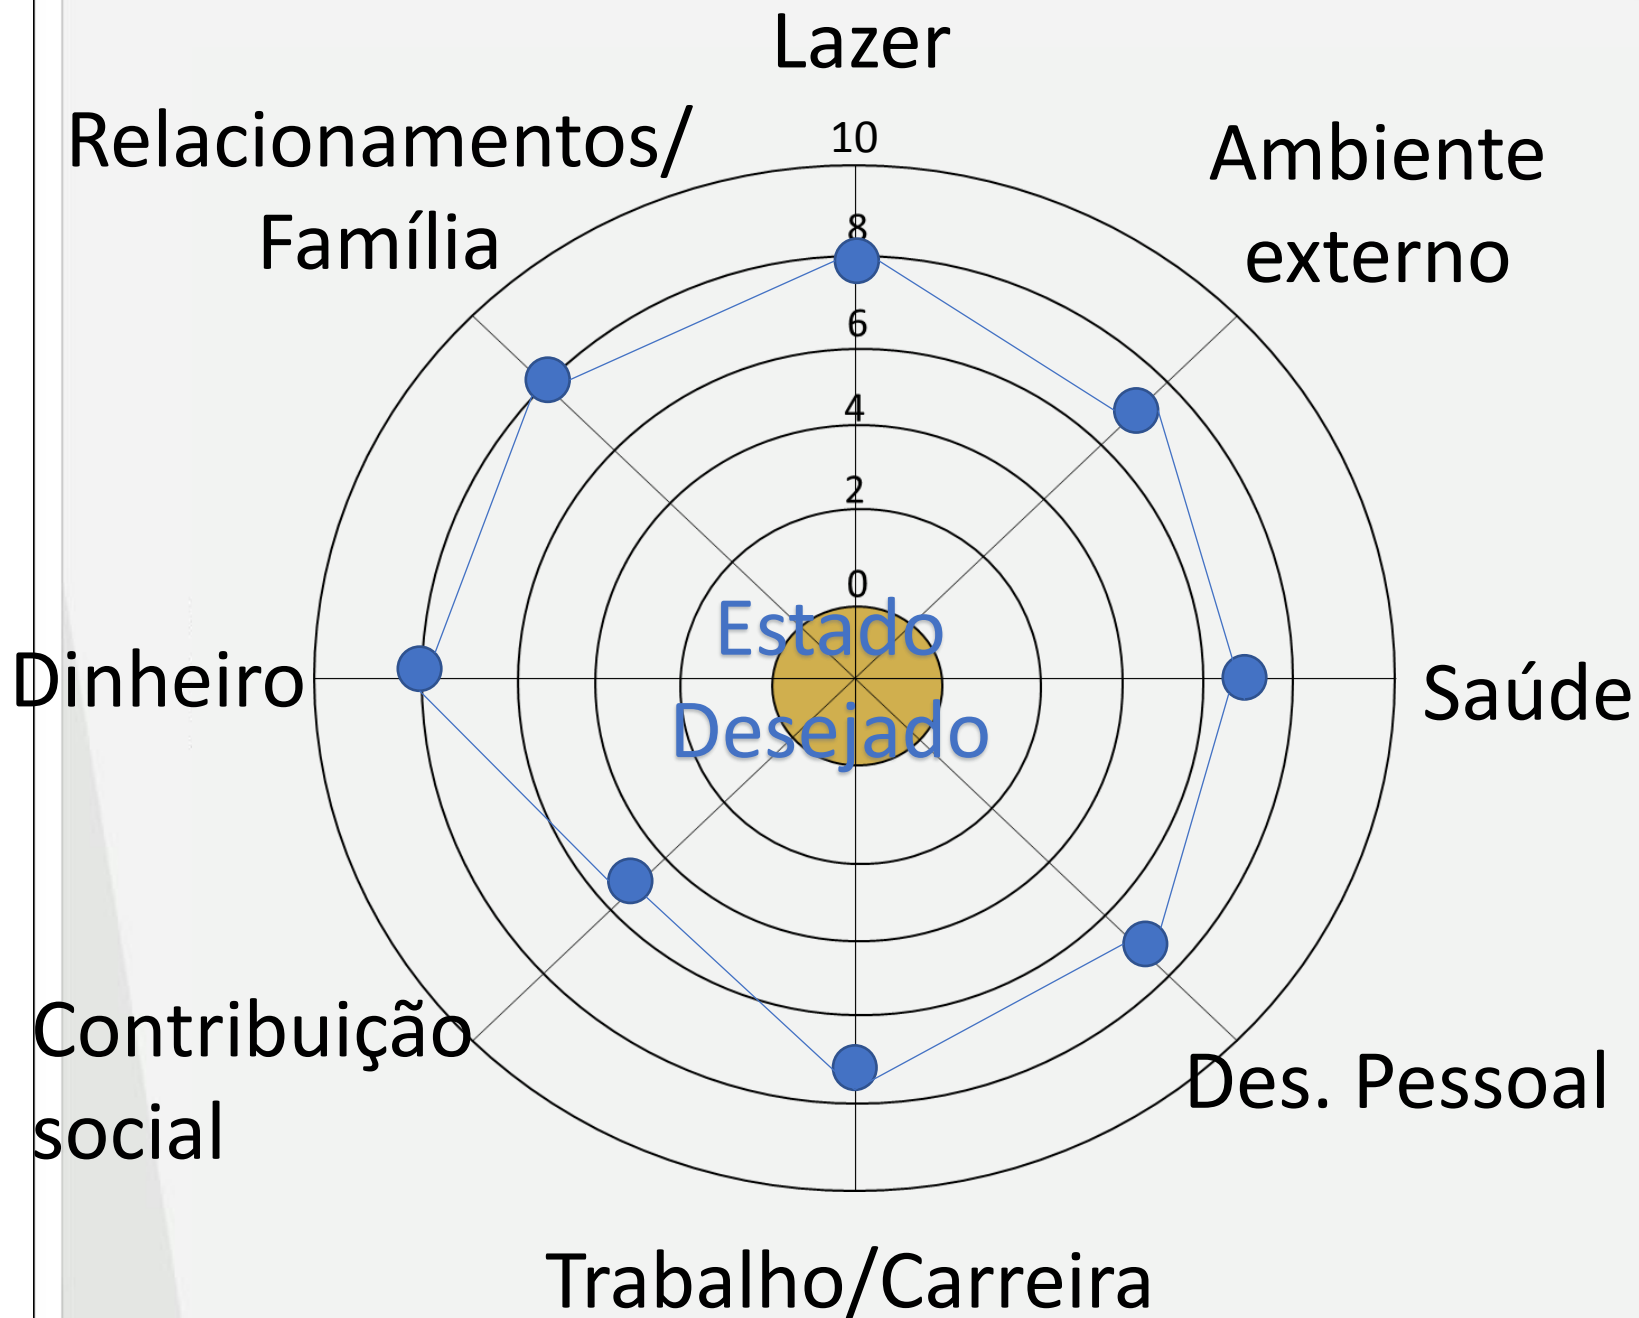 Lazer
Relacionamentos/
Família
Ambiente
externo
10
8
6
4
2
0
Estado
Desejado
Dinheiro
Saúde
Contribuição
social
Des. Pessoal
Trabalho/Carreira